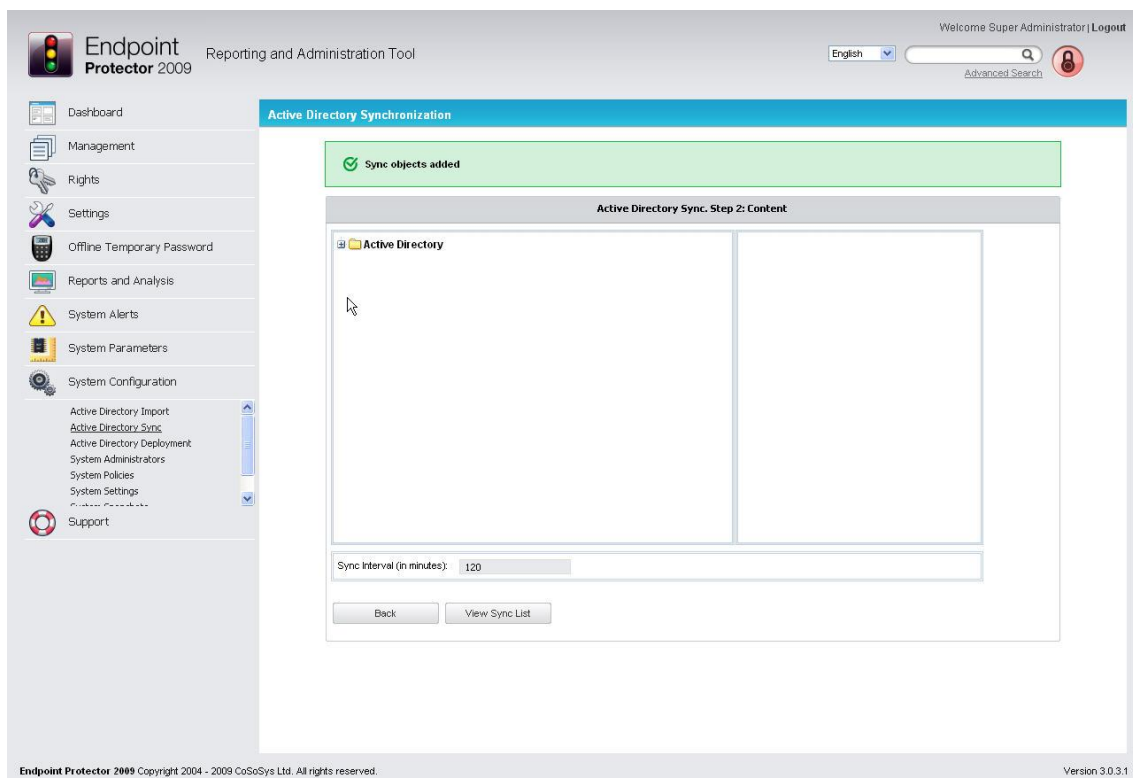 Welcome Super Administrator | Logout
Endpoint
Protector 2009
Reporting and Administration Tool
English
Advanced Search
Dashboard
Management
Rights
Settings
Offline Temporary Password
Reports and Analysis
System Alerts
System Parameters
System Configuration
Active Directory Import
Active Directory Sync
Active Directory Deployment
System Administrators
System Policies
System Settings
Support
Active Directory Synchronization
Sync objects added
Active Directory Sync. Step 2: Content
Active Directory
Sync Interval (in minutes): 120
Back View Sync List
Endpoint Protector 2009 Copyright 2004 - 2009 CoSoSys Ltd. All rights reserved.
Version 3.0.3.1